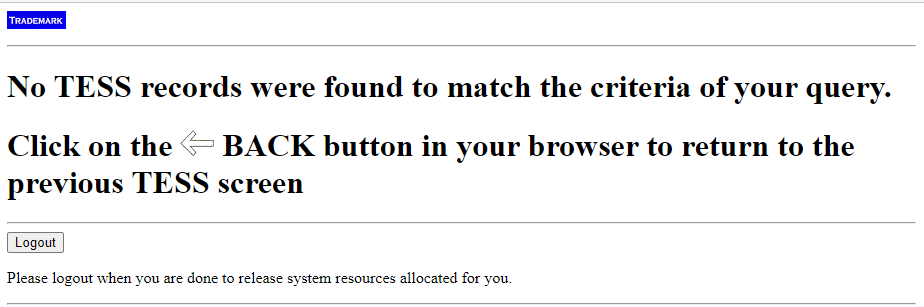 TRADEMARK
No TESS records were found to match the criteria of your query.
Click on the BACK button in your browser to return to the
previous TESS screen
Logout
Please logout when you are done to release system resources allocated for you.